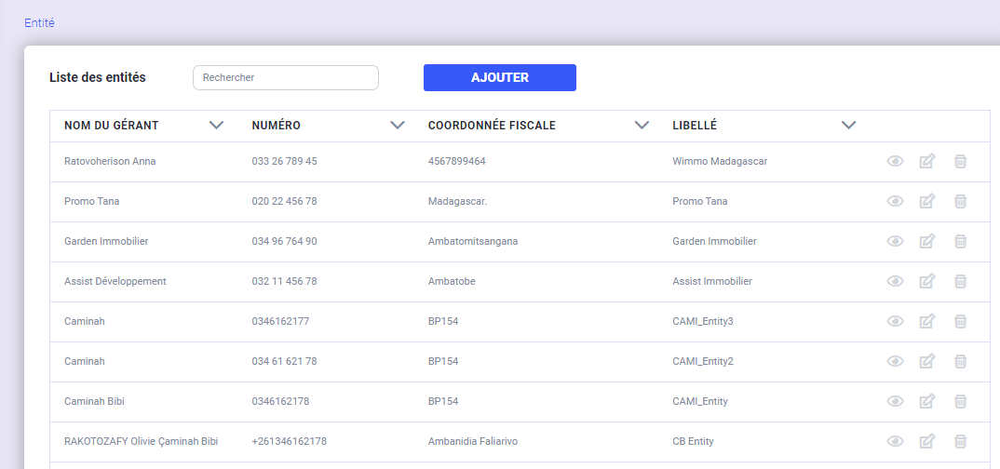 Entité
Liste des entités Rechercher AJOUTER
NOM DU GÉRANT NUMÉRO COORDONNÉE FISCALE LIBELLÉ
Ratovoherison Anna 033 26 789 45 4567899464 Wimmo Madagascar
Promo Tana 020 22 456 78 Madagascar. Promo Tana
Garden Immobilier 034 96 764 90 Ambatomitsangana Garden Immobilier
Assist Développement 032 11 456 78 Ambatobe Assist Immobilier
Caminah 0346162177 BP154 CAMI_Entity3
Caminah 034 61 621 78 BP154 CAMI_Entity2
Caminah Bibi 0346162178 BP154 CAMI_Entity
RAKOTOZAFY Olivie Çaminah Bibi +261346162178 Ambanidia Faliarivo CB Entity